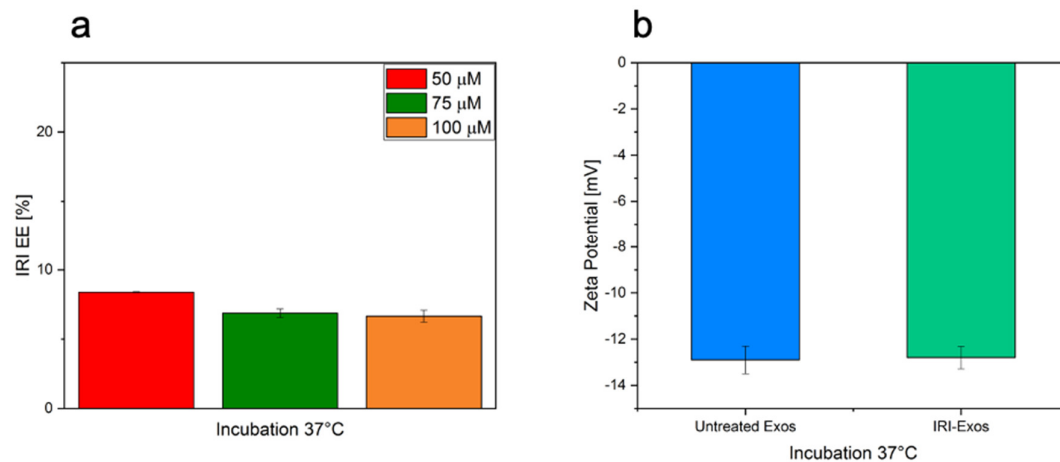 a
50 μM
75 μM
100 μM
20
10
0
IRI EE [%]
Incubation 37°C
b
0
-2
-4
-6
-8
-10
-12
-14
Zeta Potential [mV]
Untreated Exos
IRI-Exos
Incubation 37°C